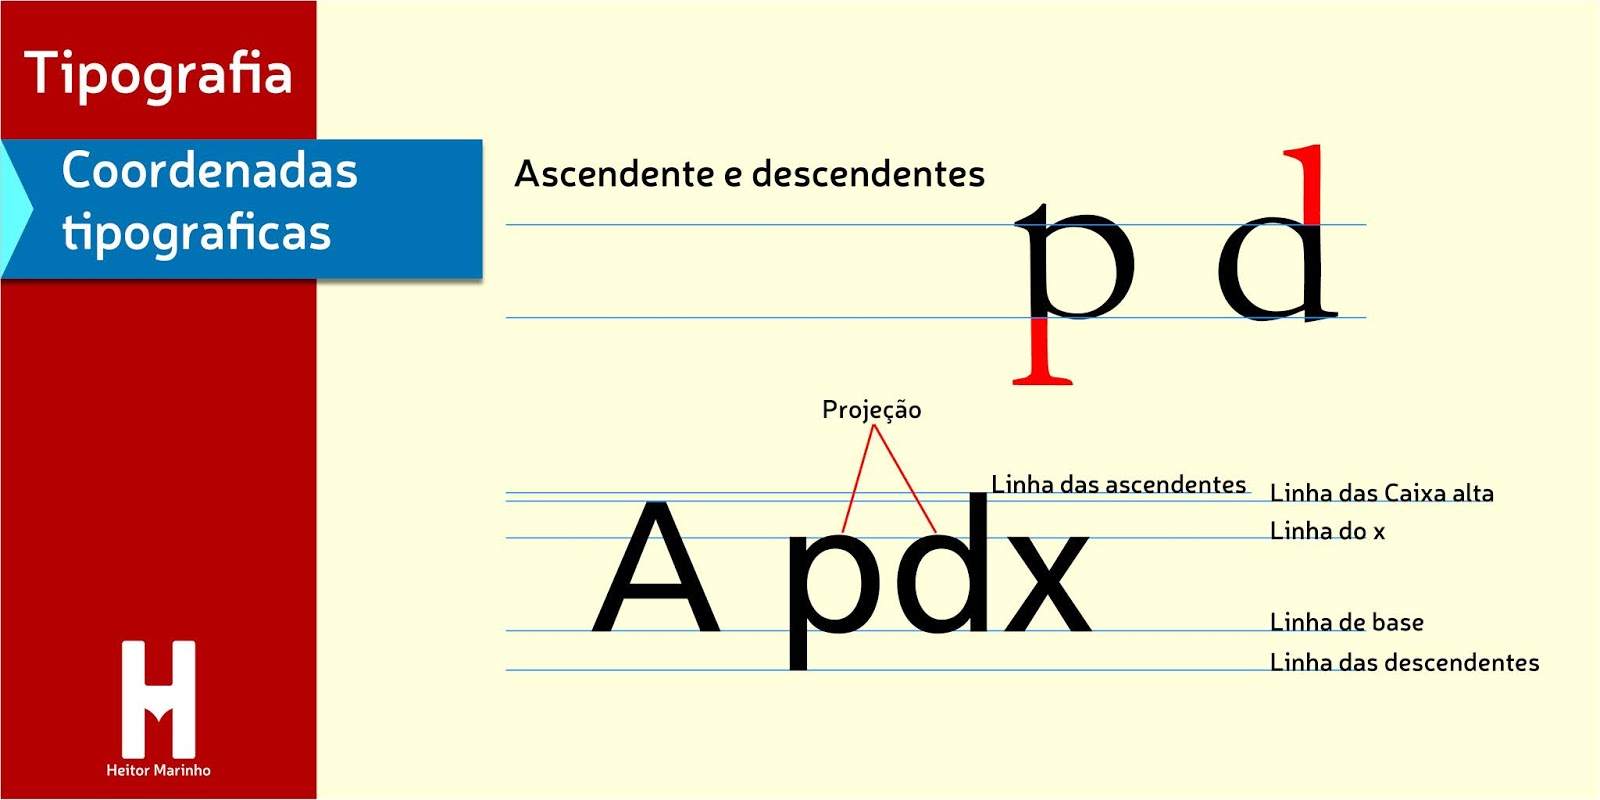 Tipografia
Coordenadas
tipograficas
Ascendente e descendentes
p d
Projeção
Linha das ascendentes
Linha das Caixa alta
Linha do x
A pdx
Linha de base
Linha das descendentes
H
Heitor Marinho